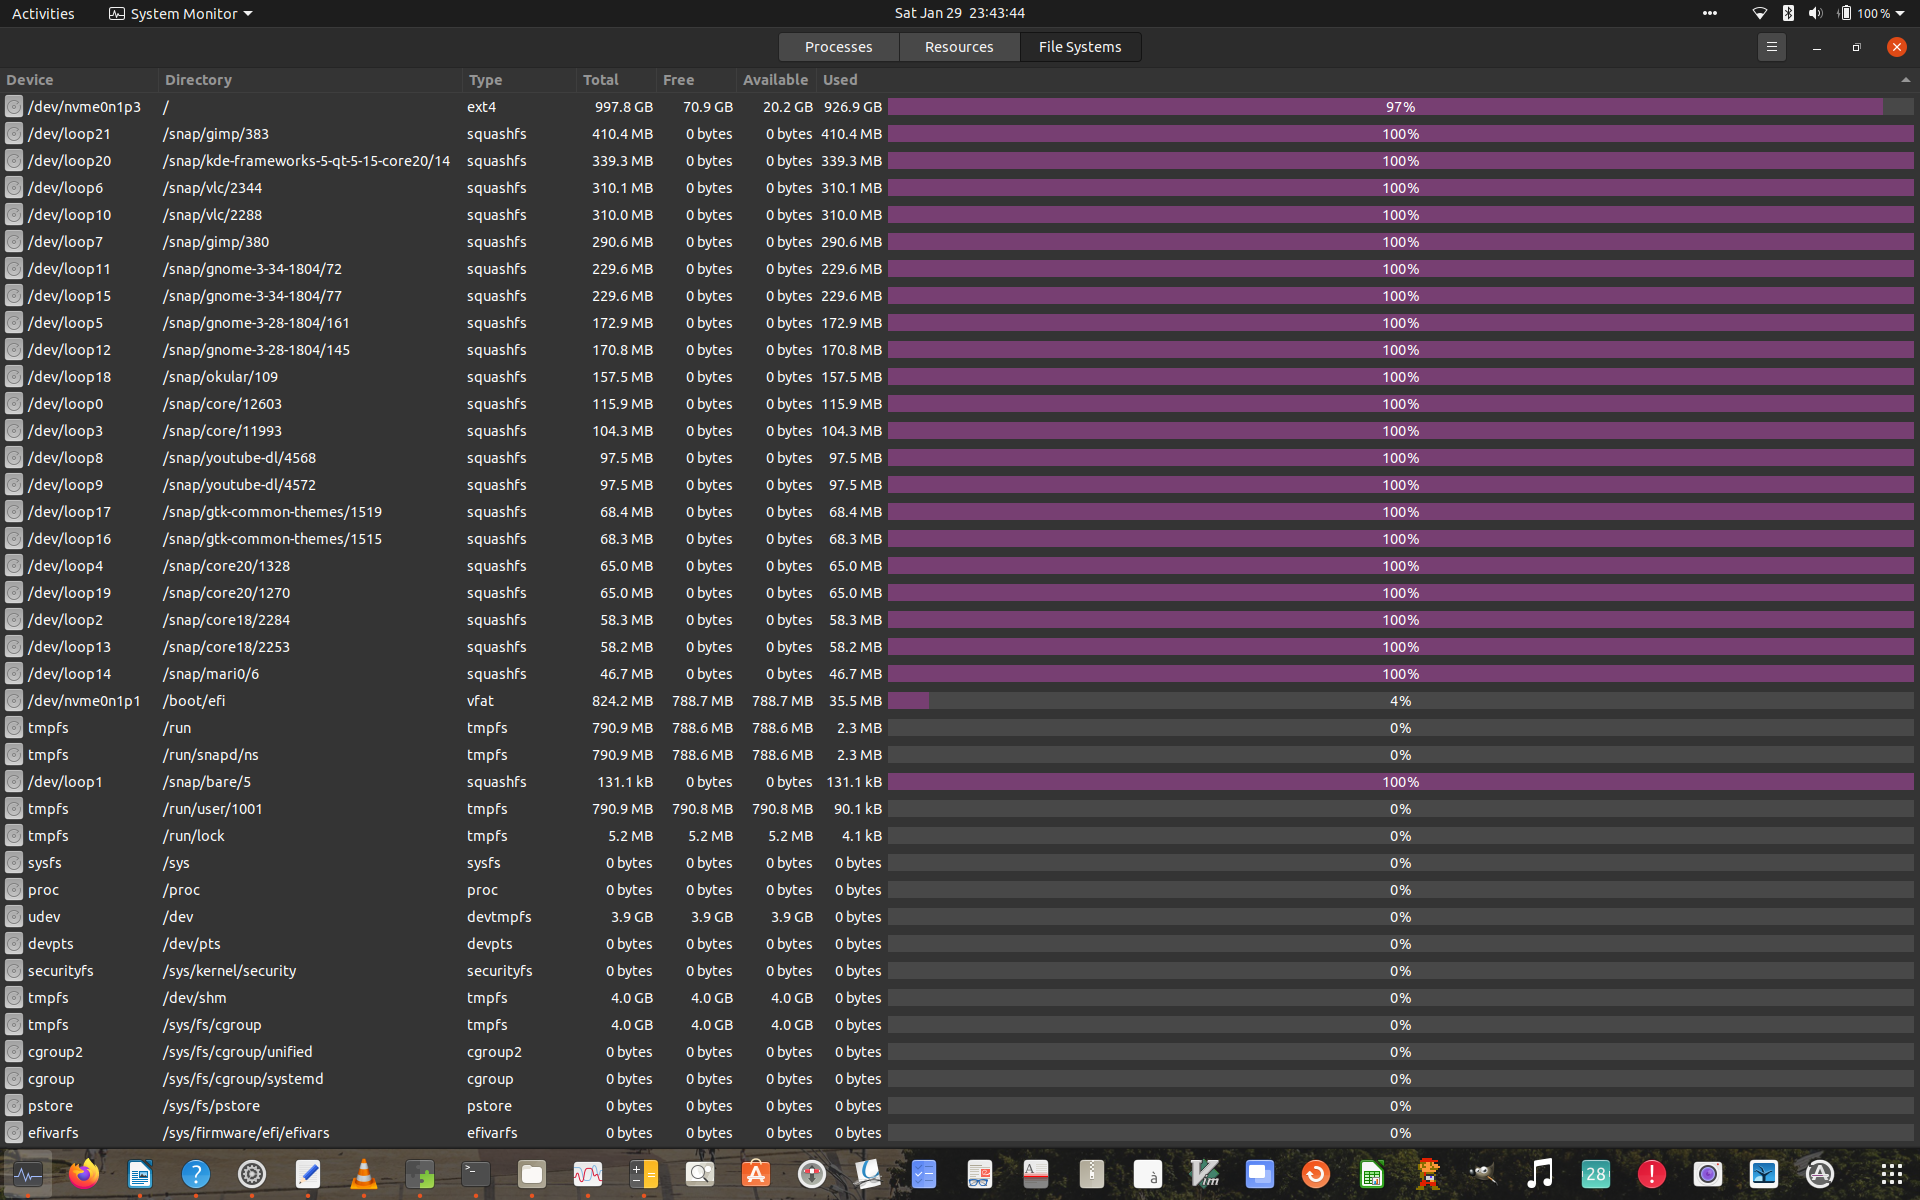 Activities System Monitor Sat Jan 29 23:43:44 100 %
Processes Resources File Systems
Device Directory Type Total Free Available Used
/dev/nvme0n1p3 / ext4 997.8 GB 70.9 GB 20.2 GB 926.9 GB 97%
/dev/loop21 /snap/gimp/383 squashfs 410.4 MB 0 bytes 0 bytes 410.4 MB 100%
/dev/loop20 /snap/kde-frameworks-5-qt-5-15-core20/14 squashfs 339.3 MB 0 bytes 0 bytes 339.3 MB 100%
/dev/loop6 /snap/vlc/2344 squashfs 310.1 MB 0 bytes 0 bytes 310.1 MB 100%
/dev/loop10 /snap/vlc/2288 squashfs 310.0 MB 0 bytes 0 bytes 310.0 MB 100%
/dev/loop7 /snap/gimp/380 squashfs 290.6 MB 0 bytes 0 bytes 290.6 MB 100%
/dev/loop11 /snap/gnome-3-34-1804/72 squashfs 229.6 MB 0 bytes 0 bytes 229.6 MB 100%
/dev/loop15 /snap/gnome-3-34-1804/77 squashfs 229.6 MB 0 bytes 0 bytes 229.6 MB 100%
/dev/loop5 /snap/gnome-3-28-1804/161 squashfs 172.9 MB 0 bytes 0 bytes 172.9 MB 100%
/dev/loop12 /snap/gnome-3-28-1804/145 squashfs 170.8 MB 0 bytes 0 bytes 170.8 MB 100%
/dev/loop18 /snap/okular/109 squashfs 157.5 MB 0 bytes 0 bytes 157.5 MB 100%
/dev/loop0 /snap/core/12603 squashfs 115.9 MB 0 bytes 0 bytes 115.9 MB 100%
/dev/loop3 /snap/core/11993 squashfs 104.3 MB 0 bytes 0 bytes 104.3 MB 100%
/dev/loop8 /snap/youtube-dl/4568 squashfs 97.5 MB 0 bytes 0 bytes 97.5 MB 100%
/dev/loop9 /snap/youtube-dl/4572 squashfs 97.5 MB 0 bytes 0 bytes 97.5 MB 100%
/dev/loop17 /snap/gtk-common-themes/1519 squashfs 68.4 MB 0 bytes 0 bytes 68.4 MB 100%
/dev/loop16 /snap/gtk-common-themes/1515 squashfs 68.3 MB 0 bytes 0 bytes 68.3 MB 100%
/dev/loop4 /snap/core20/1328 squashfs 65.0 MB 0 bytes 0 bytes 65.0 MB 100%
/dev/loop19 /snap/core20/1270 squashfs 65.0 MB 0 bytes 0 bytes 65.0 MB 100%
/dev/loop2 /snap/core18/2284 squashfs 58.3 MB 0 bytes 0 bytes 58.3 MB 100%
/dev/loop13 /snap/core18/2253 squashfs 58.2 MB 0 bytes 0 bytes 58.2 MB 100%
/dev/loop14 /snap/mari0/6 squashfs 46.7 MB 0 bytes 0 bytes 46.7 MB 100%
/dev/nvme0n1p1 /boot/efi vfat 824.2 MB 788.7 MB 788.7 MB 35.5 MB 4%
tmpfs /run tmpfs 790.9 MB 788.6 MB 788.6 MB 2.3 MB 0%
tmpfs /run/snapd/ns tmpfs 790.9 MB 788.6 MB 788.6 MB 2.3 MB 0%
/dev/loop1 /snap/bare/5 squashfs 131.1 kB 0 bytes 0 bytes 131.1 kB 100%
tmpfs /run/user/1001 tmpfs 790.9 MB 790.8 MB 790.8 MB 90.1 kB 0%
tmpfs /run/lock tmpfs 5.2 MB 5.2 MB 5.2 MB 4.1 kB 0%
sysfs /sys sysfs 0 bytes 0 bytes 0 bytes 0 bytes 0%
proc /proc proc 0 bytes 0 bytes 0 bytes 0 bytes 0%
udev /dev devtmpfs 3.9 GB 3.9 GB 3.9 GB 0 bytes 0%
devpts /dev/pts devpts 0 bytes 0 bytes 0 bytes 0 bytes 0%
securityfs /sys/kernel/security securityfs 0 bytes 0 bytes 0 bytes 0 bytes 0%
tmpfs /dev/shm tmpfs 4.0 GB 4.0 GB 4.0 GB 0 bytes 0%
tmpfs /sys/fs/cgroup tmpfs 4.0 GB 4.0 GB 4.0 GB 0 bytes 0%
cgroup2 /sys/fs/cgroup/unified cgroup2 0 bytes 0 bytes 0 bytes 0 bytes 0%
cgroup /sys/fs/cgroup/systemd cgroup 0 bytes 0 bytes 0 bytes 0 bytes 0%
pstore /sys/fs/pstore pstore 0 bytes 0 bytes 0 bytes 0 bytes 0%
efivarfs /sys/firmware/efi/efivars efivarfs 0 bytes 0 bytes 0 bytes 0 bytes 0%
? >_ A à Vim 28 !